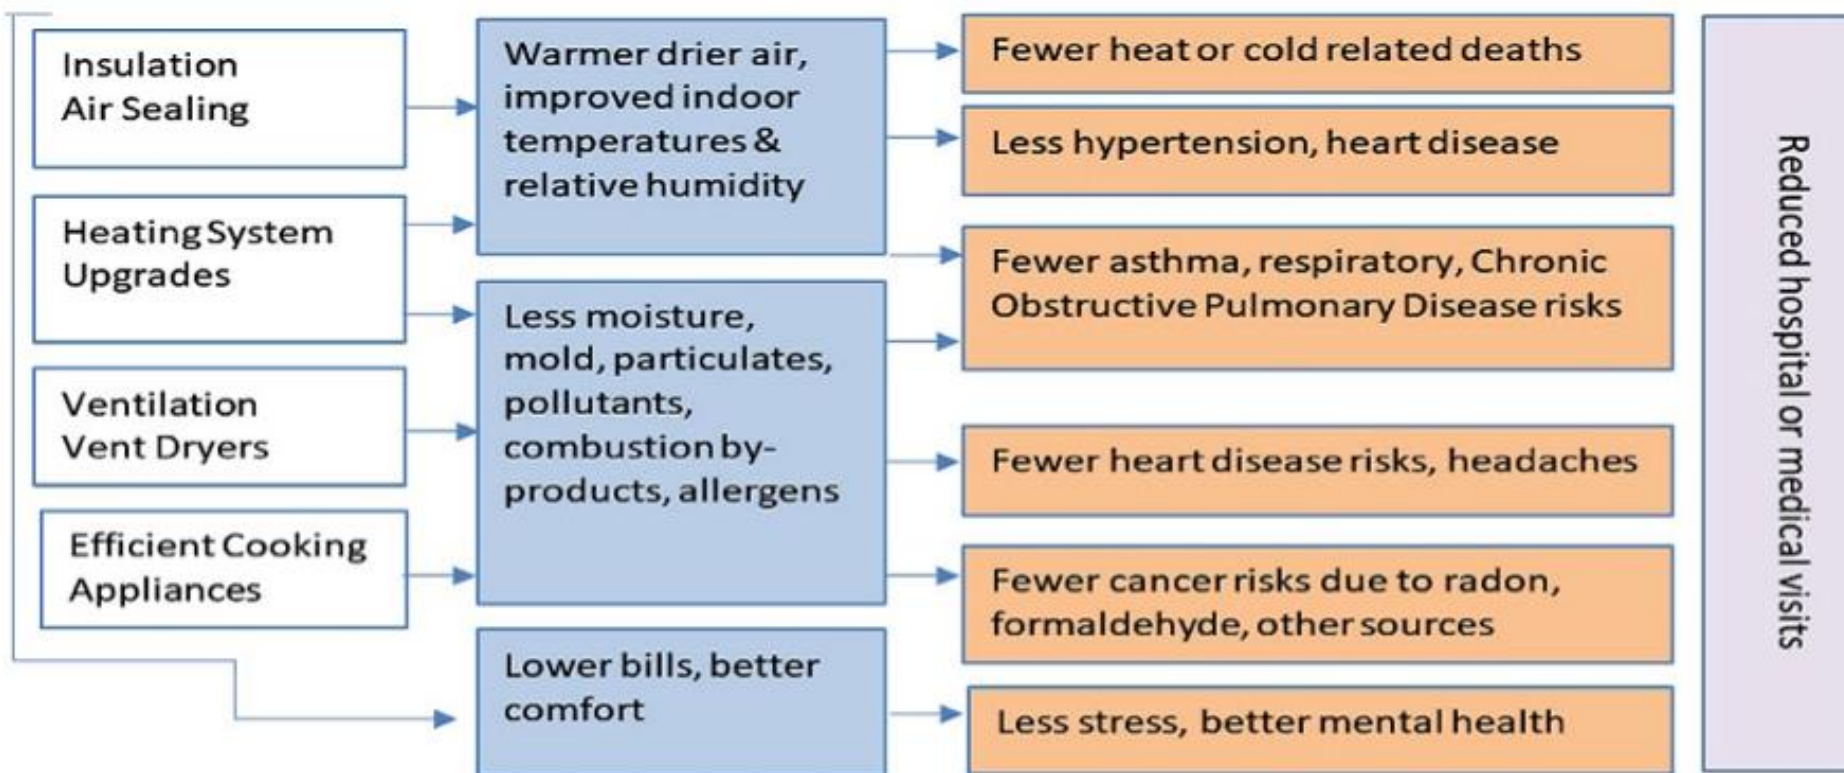 Insulation
Air Sealing
Heating System
Upgrades
Ventilation
Vent Dryers
Efficient Cooking
Appliances
Warmer drier air,
improved indoor
temperatures &
relative humidity
Less moisture,
mold, particulates,
pollutants,
combustion by-
products, allergens
Lower bills, better
comfort
Fewer heat or cold related deaths
Less hypertension, heart disease
Fewer asthma, respiratory, Chronic
Obstructive Pulmonary Disease risks
Fewer heart disease risks, headaches
Fewer cancer risks due to radon,
formaldehyde, other sources
Less stress, better mental health
Reduced hospital or medical visits